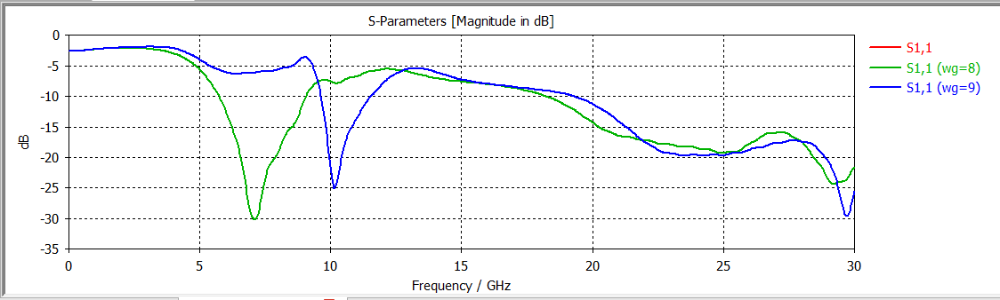 S-Parameters [Magnitude in dB]
S1,1
S1,1 (wg=8)
S1,1 (wg=9)
0
-5
-10
-15
-20
-25
-30
-35
dB
0 5 10 15 20 25 30
Frequency / GHz